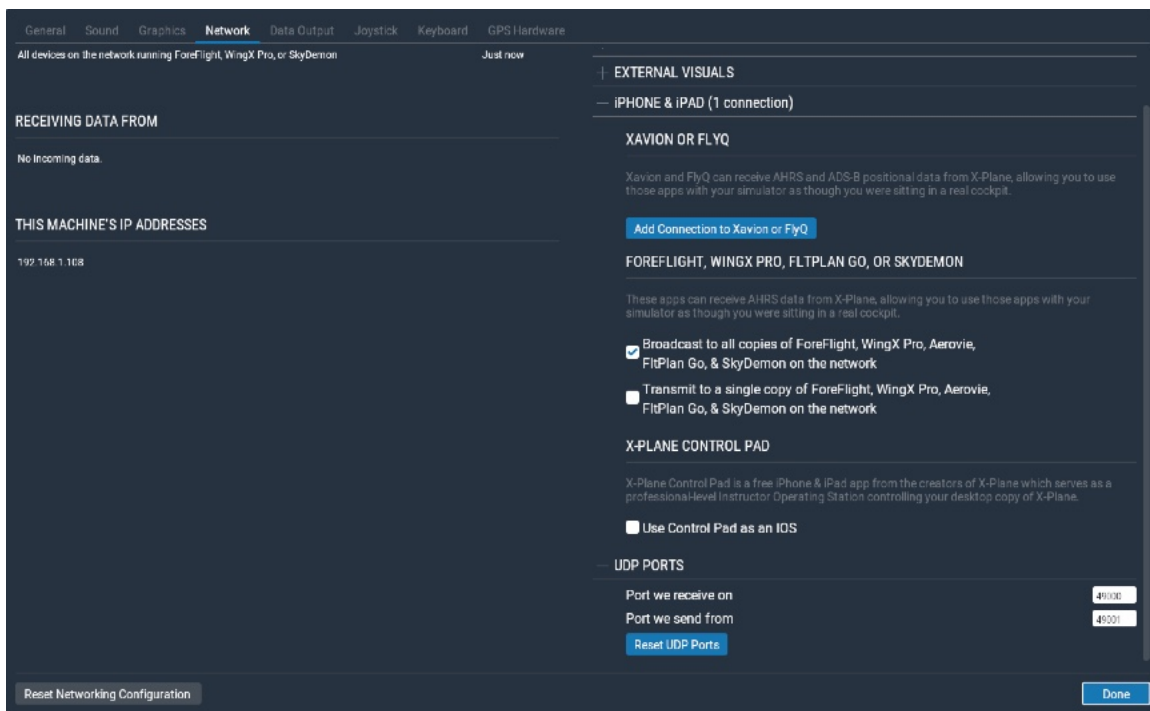 General Sound Graphics Network Data Output Joystick Keyboard GPS Hardware
All devices on the network running ForeFlight, WingX Pro, or SkyDemon Just now
RECEIVING DATA FROM
No incoming data.
THIS MACHINE'S IP ADDRESSES
192.168.1.108
EXTERNAL VISUALS
iPHONE & iPAD (1 connection)
XAVION OR FLYQ
Xavion and FlyQ can receive AHRS and ADS-B positional data from X-Plane, allowing you to use
those apps with your simulator as though you were sitting in a real cockpit.
Add Connection to Xavion or FlyQ
FOREFLIGHT, WINGX PRO, FLTPLAN GO, OR SKYDEMON
These apps can receive AHRS data from X-Plane, allowing you to use those apps with your
simulator as though you were sitting in a real cockpit.
Broadcast to all copies of ForeFlight, WingX Pro, Aerovie,
FltPlan Go, & SkyDemon on the network
Transmit to a single copy of ForeFlight, WingX Pro, Aerovie,
FltPlan Go, & SkyDemon on the network
X-PLANE CONTROL PAD
X-Plane Control Pad is a free iPhone & iPad app from the creators of X-Plane which serves as a
professional-level Instructor Operating Station controlling your desktop copy of X-Plane.
Use Control Pad as an IOS
UDP PORTS
Port we receive on 49000
Port we send from 49001
Reset UDP Ports
Reset Networking Configuration Done